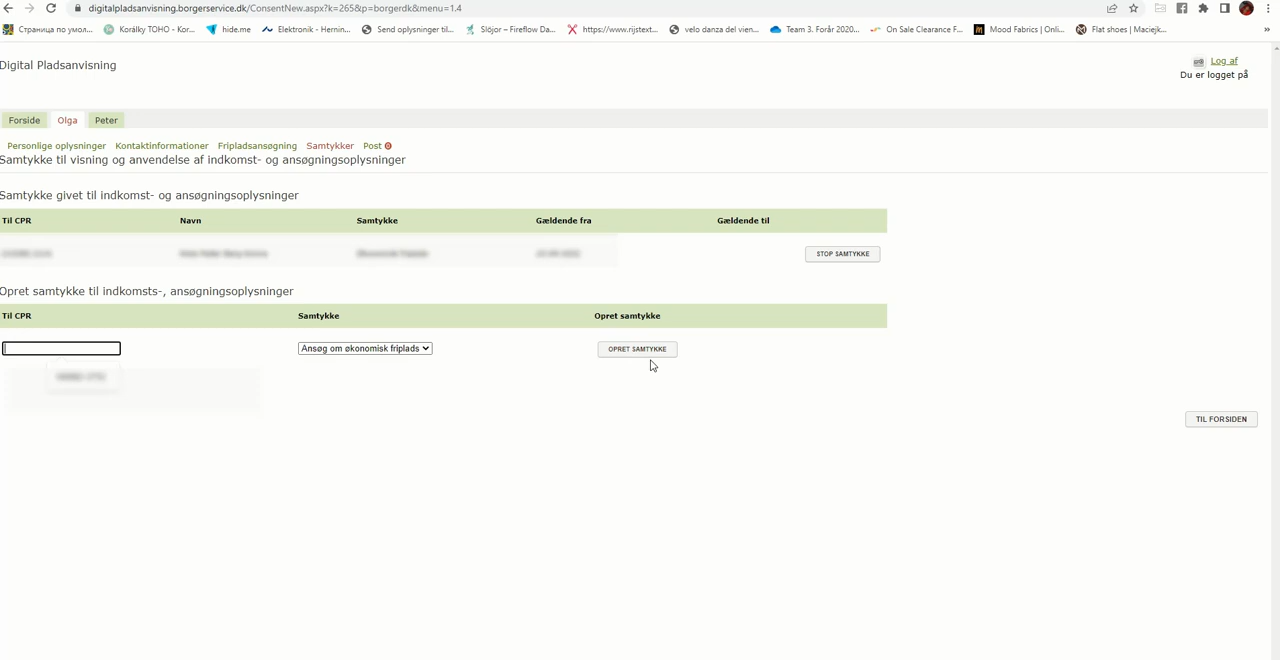 digitalpladsanvisning.borgerservice.dk/ConsentNew.aspx?k=265&p=borgerdk&menu=1.4
Страница по умол... Korálky TOHO - Kor... hide.me Elektronik - Hernin... Send oplysninger til... Slöjor – Fireflow Da... https://www.rijstext... velo danza del vien... Team 3. Forår 2020... On Sale Clearance F... Mood Fabrics | Onli... Flat shoes | Maciejk... »
Digital Pladsanvisning
Log af
Du er logget på
Forside Olga Peter
Personlige oplysninger Kontaktinformationer Fripladsansøgning Samtykker Post 0
Samtykke til visning og anvendelse af indkomst- og ansøgningsoplysninger
Samtykke givet til indkomst- og ansøgningsoplysninger
Til CPR Navn Samtykke Gældende fra Gældende til
STOP SAMTYKKE
Opret samtykke til indkomsts-, ansøgningsoplysninger
Til CPR Samtykke Opret samtykke
Ansøg om økonomisk friplads OPRET SAMTYKKE
TIL FORSIDEN